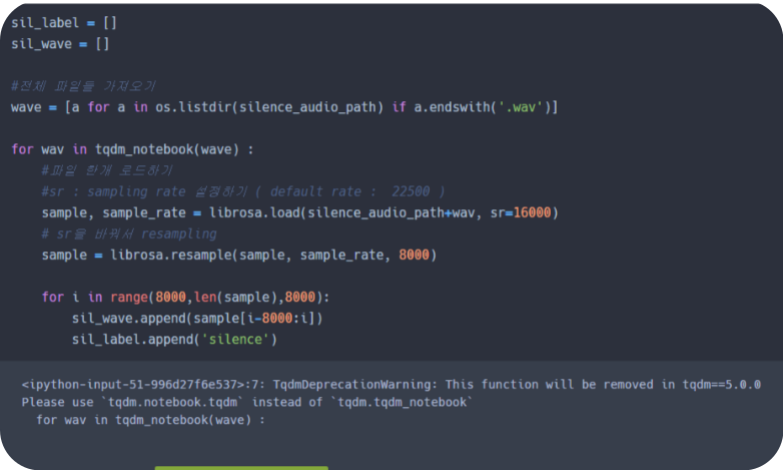 sil_label = []
sil_wave = []
#전체 파일을 가져오기
wave = [a for a in os.listdir(silence_audio_path) if a.endswith('.wav')]
for wav in tqdm_notebook(wave) :
#파일 한개 로드하기
#sr : sampling rate 설정하기 ( default rate :  22500 )
sample, sample_rate = librosa.load(silence_audio_path+wav, sr=16000)
# sr을 바꿔서 resampling
sample = librosa.resample(sample, sample_rate, 8000)
for i in range(8000,len(sample),8000):
sil_wave.append(sample[i-8000:i])
sil_label.append('silence')
<ipython-input-51-996d27f6e537>:7: TqdmDeprecationWarning: This function will be removed in tqdm==5.0.0
Please use `tqdm.notebook.tqdm` instead of `tqdm.tqdm_notebook`
for wav in tqdm_notebook(wave) :